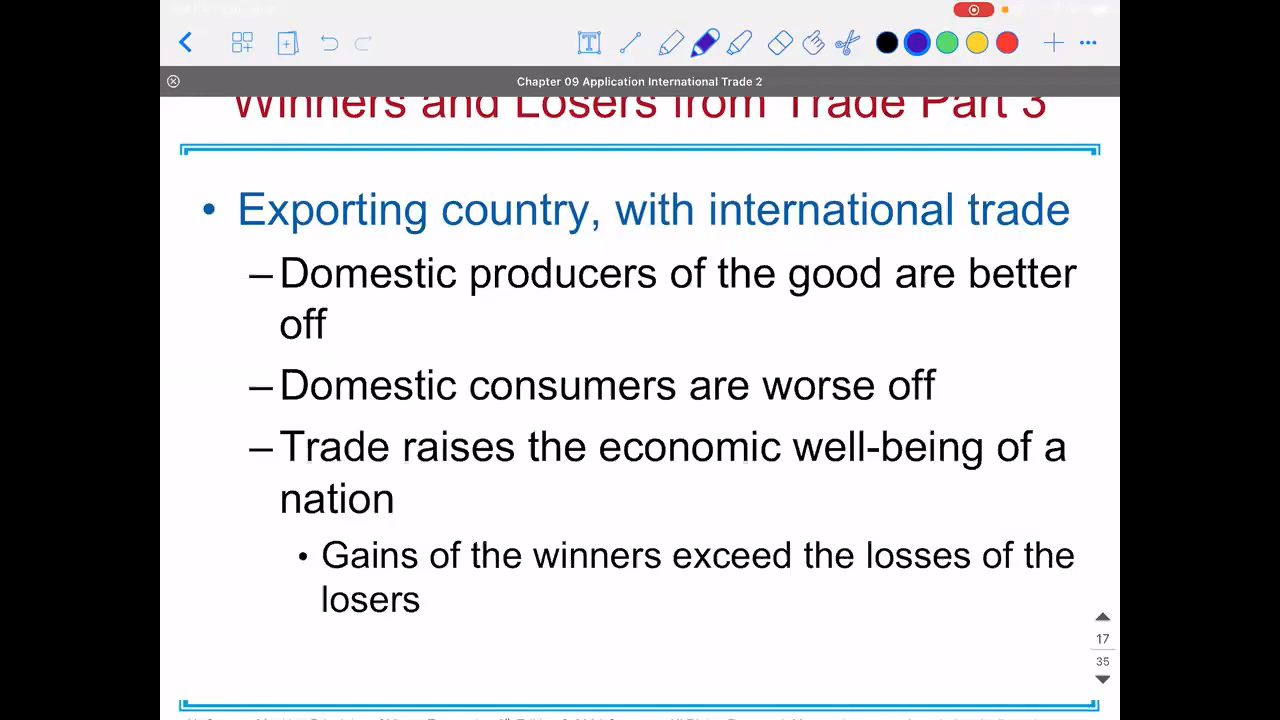 Chapter 09 Application International Trade 2
Winners and Losers from Trade Part 3
• Exporting country, with international trade
– Domestic producers of the good are better
off
– Domestic consumers are worse off
– Trade raises the economic well-being of a
nation
• Gains of the winners exceed the losses of the
losers
17
35